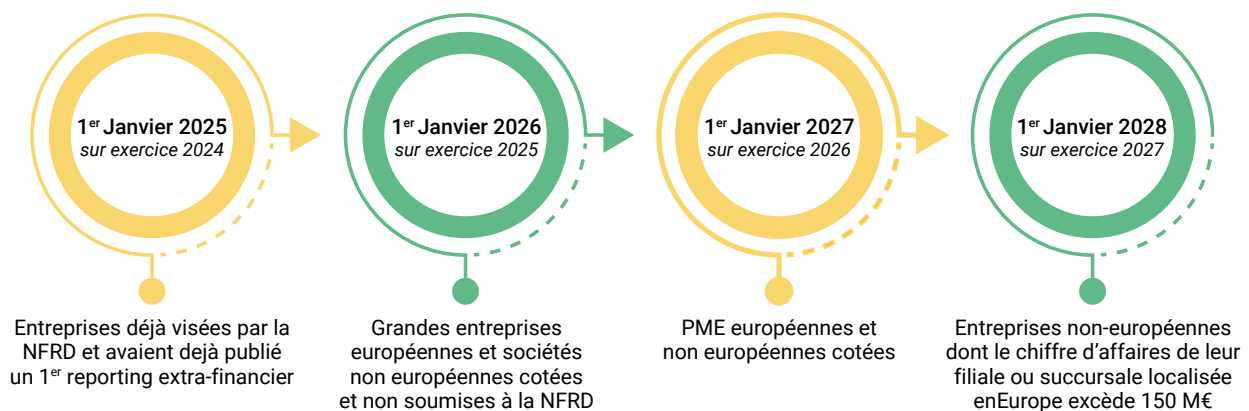 1er Janvier 2025
sur exercice 2024
1er Janvier 2026
sur exercice 2025
1er Janvier 2027
sur exercice 2026
1er Janvier 2028
sur exercice 2027
Entreprises déjà visées par la
NFRD et avaient dejà publié
un 1er reporting extra-financier
Grandes entreprises
européennes et sociétés
non européennes cotées
et non soumises à la NFRD
PME européennes et
non européennes cotées
Entreprises non-européennes
dont le chiffre d’affaires de leur
filiale ou succursale localisée
enEurope excède 150 M€